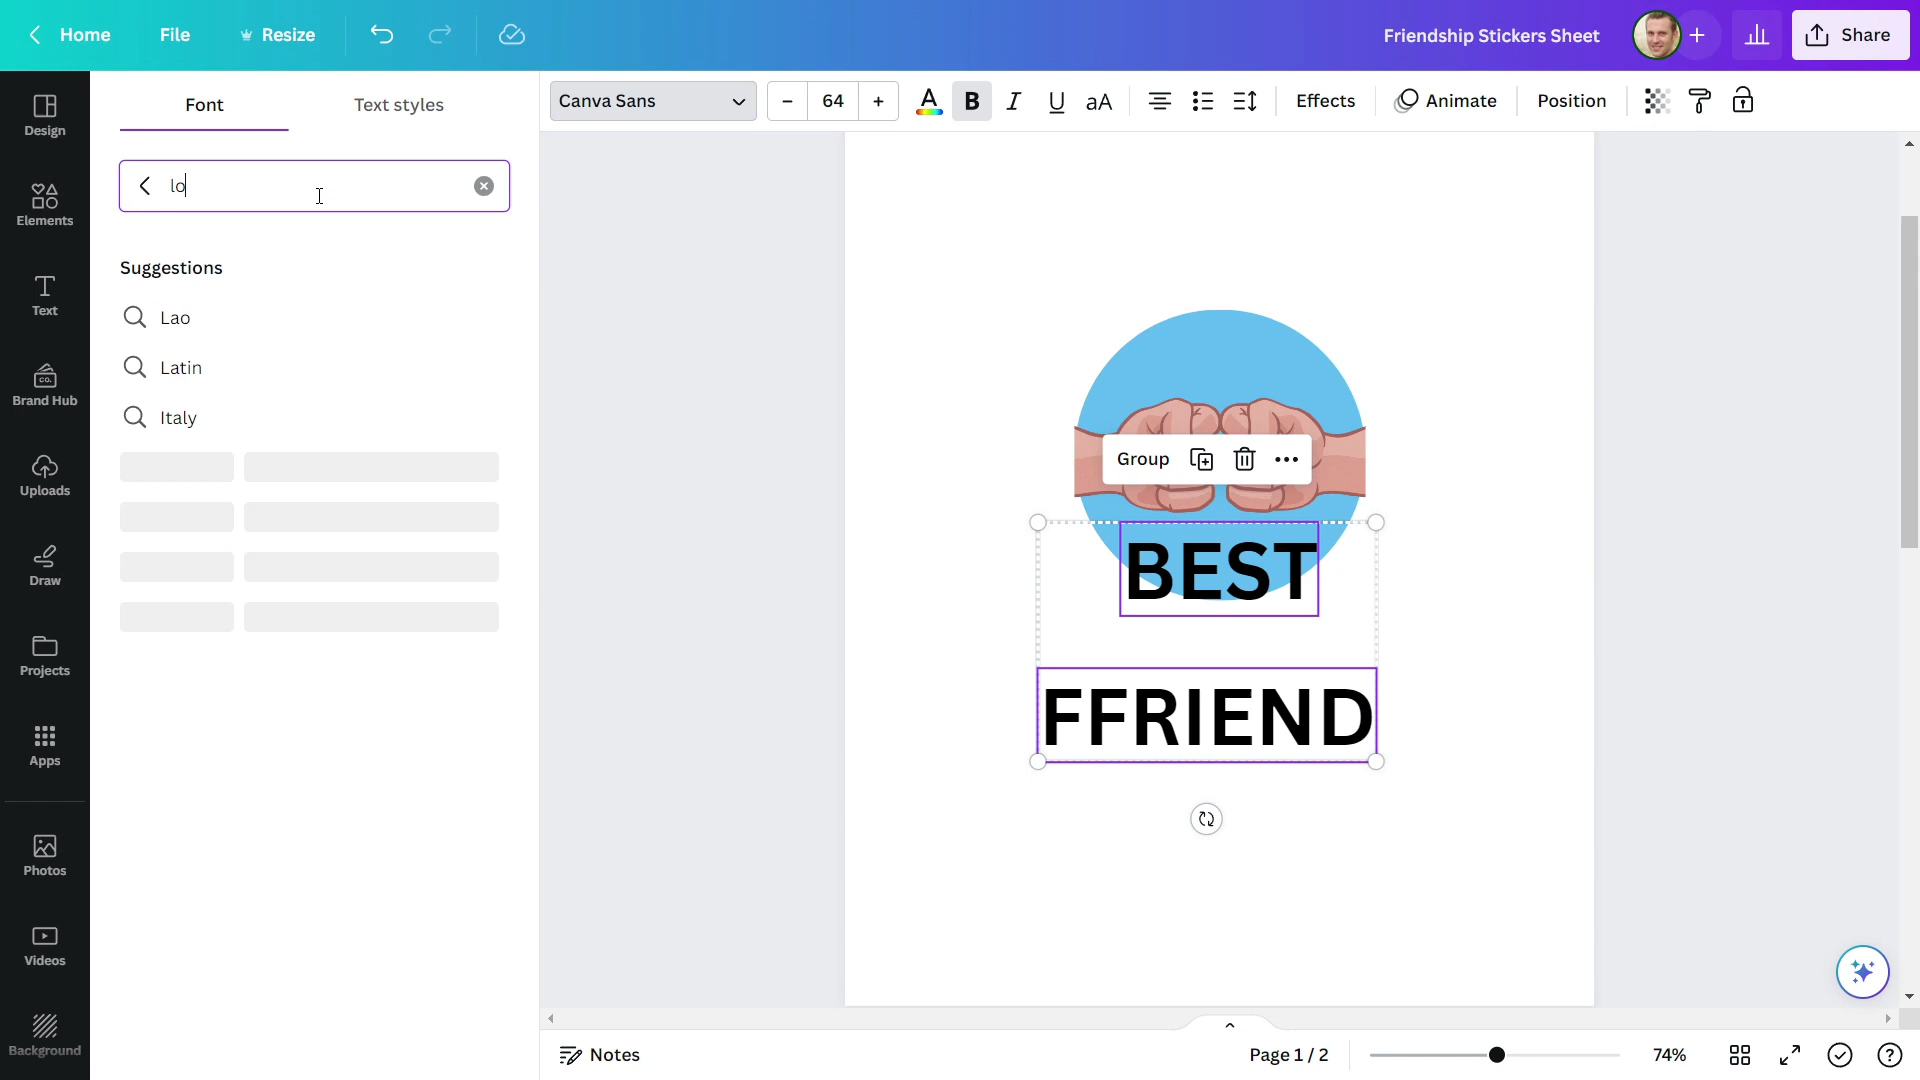 Home File Resize Friendship Stickers Sheet Share
Design
Elements
Text
Brand Hub
CO.
Uploads
Draw
Projects
Apps
Photos
Videos
Background
Font Text styles
lo
Suggestions
Lao
Latin
Italy
Canva Sans - 64 + A B I U aA Effects Animate Position
Group
BEST
FFRIEND
Notes Page 1 / 2 74%